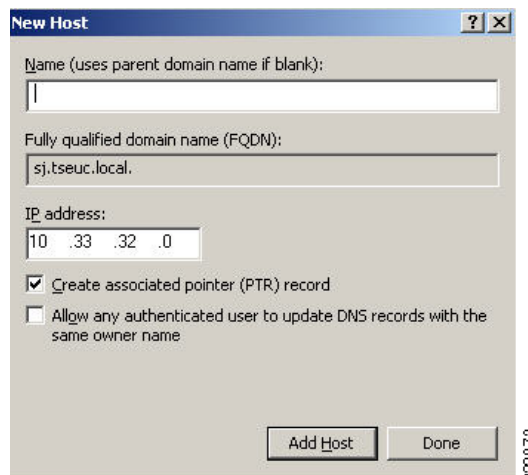 New Host
Name (uses parent domain name if blank):
Fully qualified domain name (FQDN):
sj.tseuc.local.
IP address:
10 .33 .32 .0
Create associated pointer (PTR) record
Allow any authenticated user to update DNS records with the
same owner name
Add Host Done